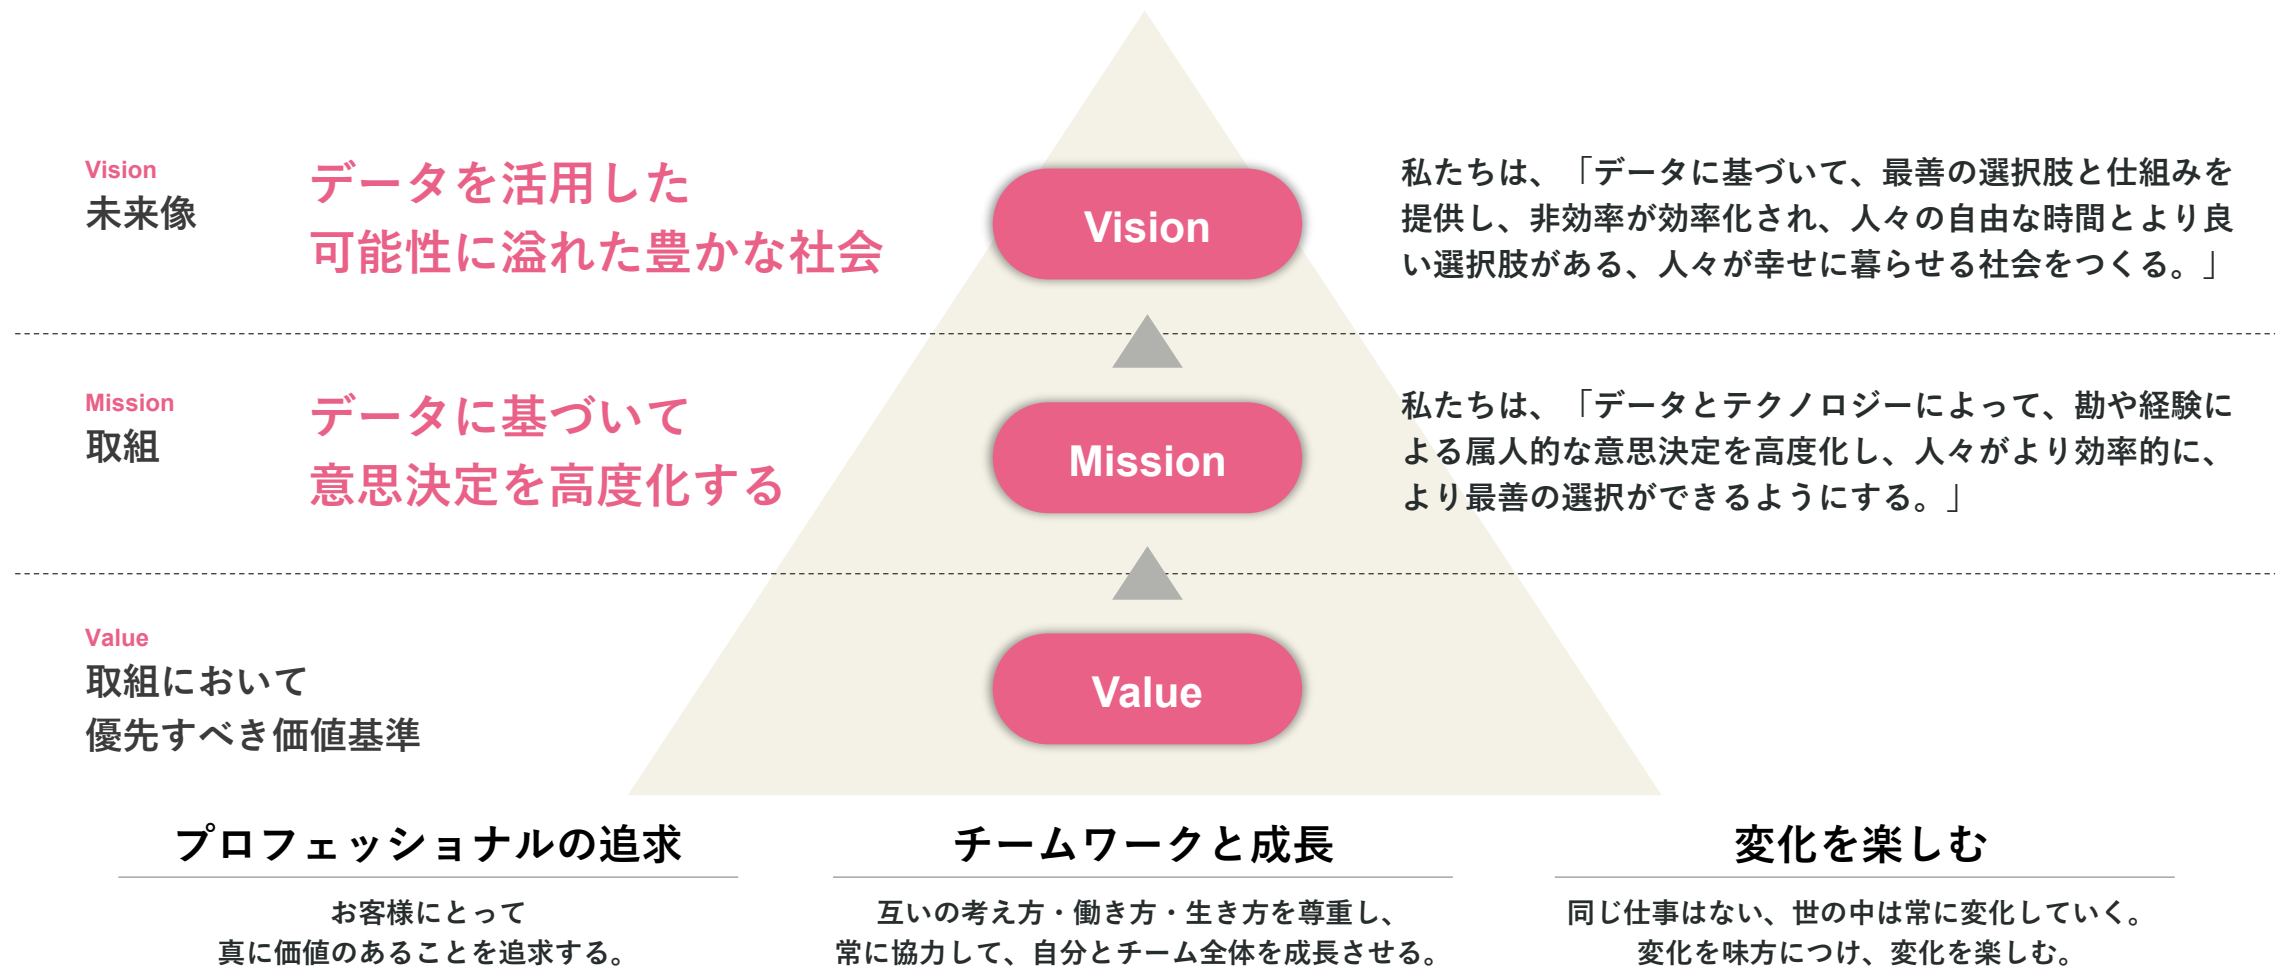 Vision
未来像
データを活用した
可能性に溢れた豊かな社会
Vision
私たちは、「データに基づいて、最善の選択肢と仕組みを
提供し、非効率が効率化され、人々の自由な時間とより良
い選択肢がある、人々が幸せに暮らせる社会をつくる。」
Mission
取組
データに基づいて
意思決定を高度化する
Mission
私たちは、「データとテクノロジーによって、勘や経験に
よる属人的な意思決定を高度化し、人々がより効率的に、
より最善の選択ができるようにする。」
Value
取組において
優先すべき価値基準
Value
プロフェッショナルの追求
お客様にとって
真に価値のあることを追求する。
チームワークと成長
互いの考え方・働き方・生き方を尊重し、
常に協力して、自分とチーム全体を成長させる。
変化を楽しむ
同じ仕事はない、世の中は常に変化していく。
変化を味方につけ、変化を楽しむ。